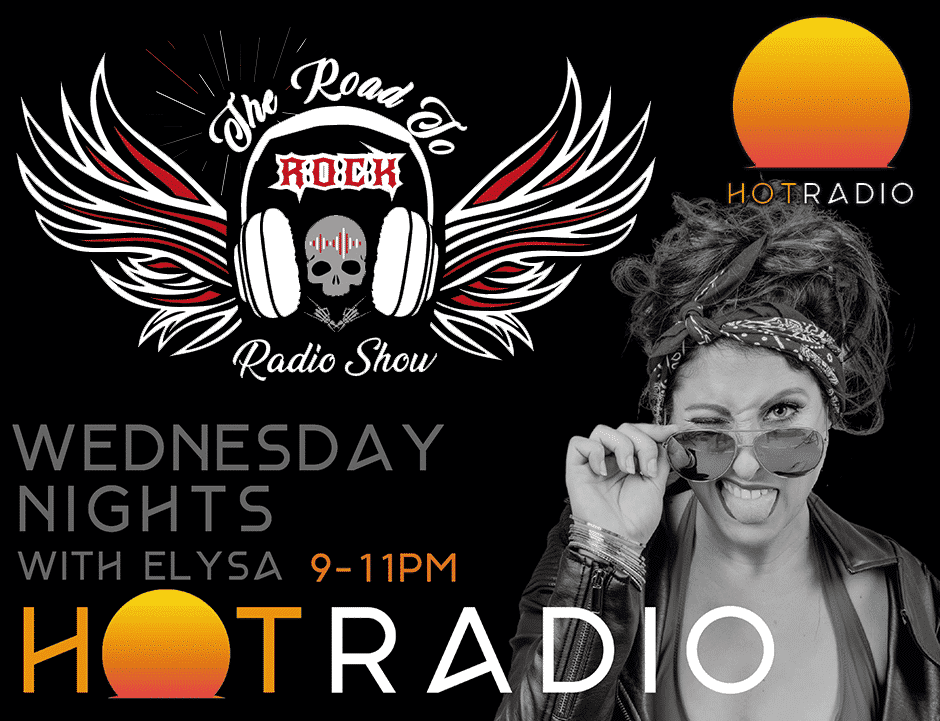 The Road To
ROCK
Radio Show
HOTRADIO
WEDNESDAY
NIGHTS
WITH ELYSA 9-11PM
HOTRADIO